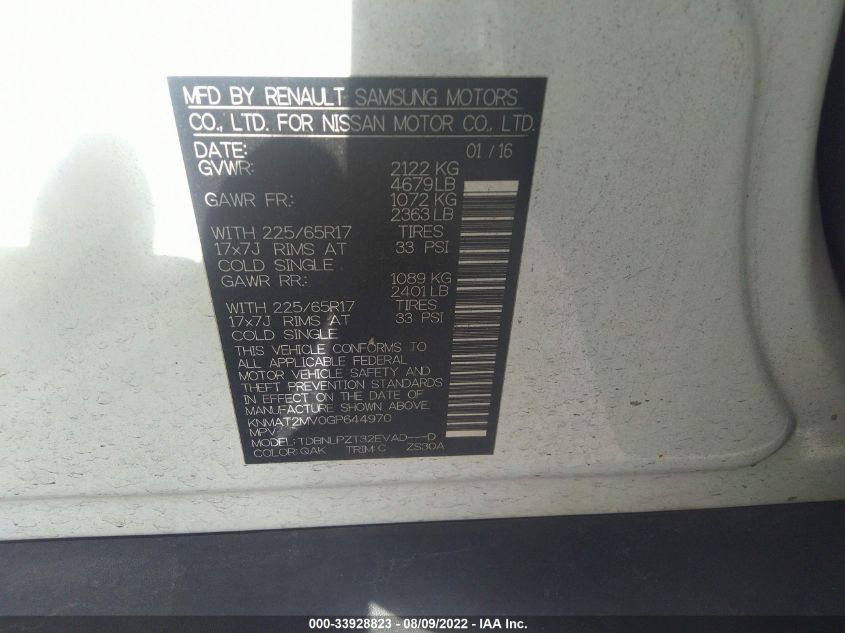 MFD BY RENAULT SAMSUNG MOTORS
CO., LTD. FOR NISSAN MOTOR CO., LTD.
DATE: 01 / 16
GVWR: 2122 KG
4679 LB
GAWR FR: 1072 KG
2363 LB
WITH 225/65R17 TIRES
17x7J RIMS AT 33 PSI
COLD SINGLE
GAWR RR: 1089 KG
2401 LB
WITH 225/65R17 TIRES
17x7J RIMS AT 33 PSI
COLD SINGLE
THIS VEHICLE CONFORMS TO
ALL APPLICABLE FEDERAL
MOTOR VEHICLE SAFETY AND
THEFT PREVENTION STANDARDS
IN EFFECT ON THE DATE OF
MANUFACTURE SHOWN ABOVE.
KNMAT2MV0GP644970
MPV
MODEL: TDBNLPZT32EVAD---D
COLOR: QAK TRIM: C ZS30A
000-33928823 - 08/09/2022 - IAA Inc.